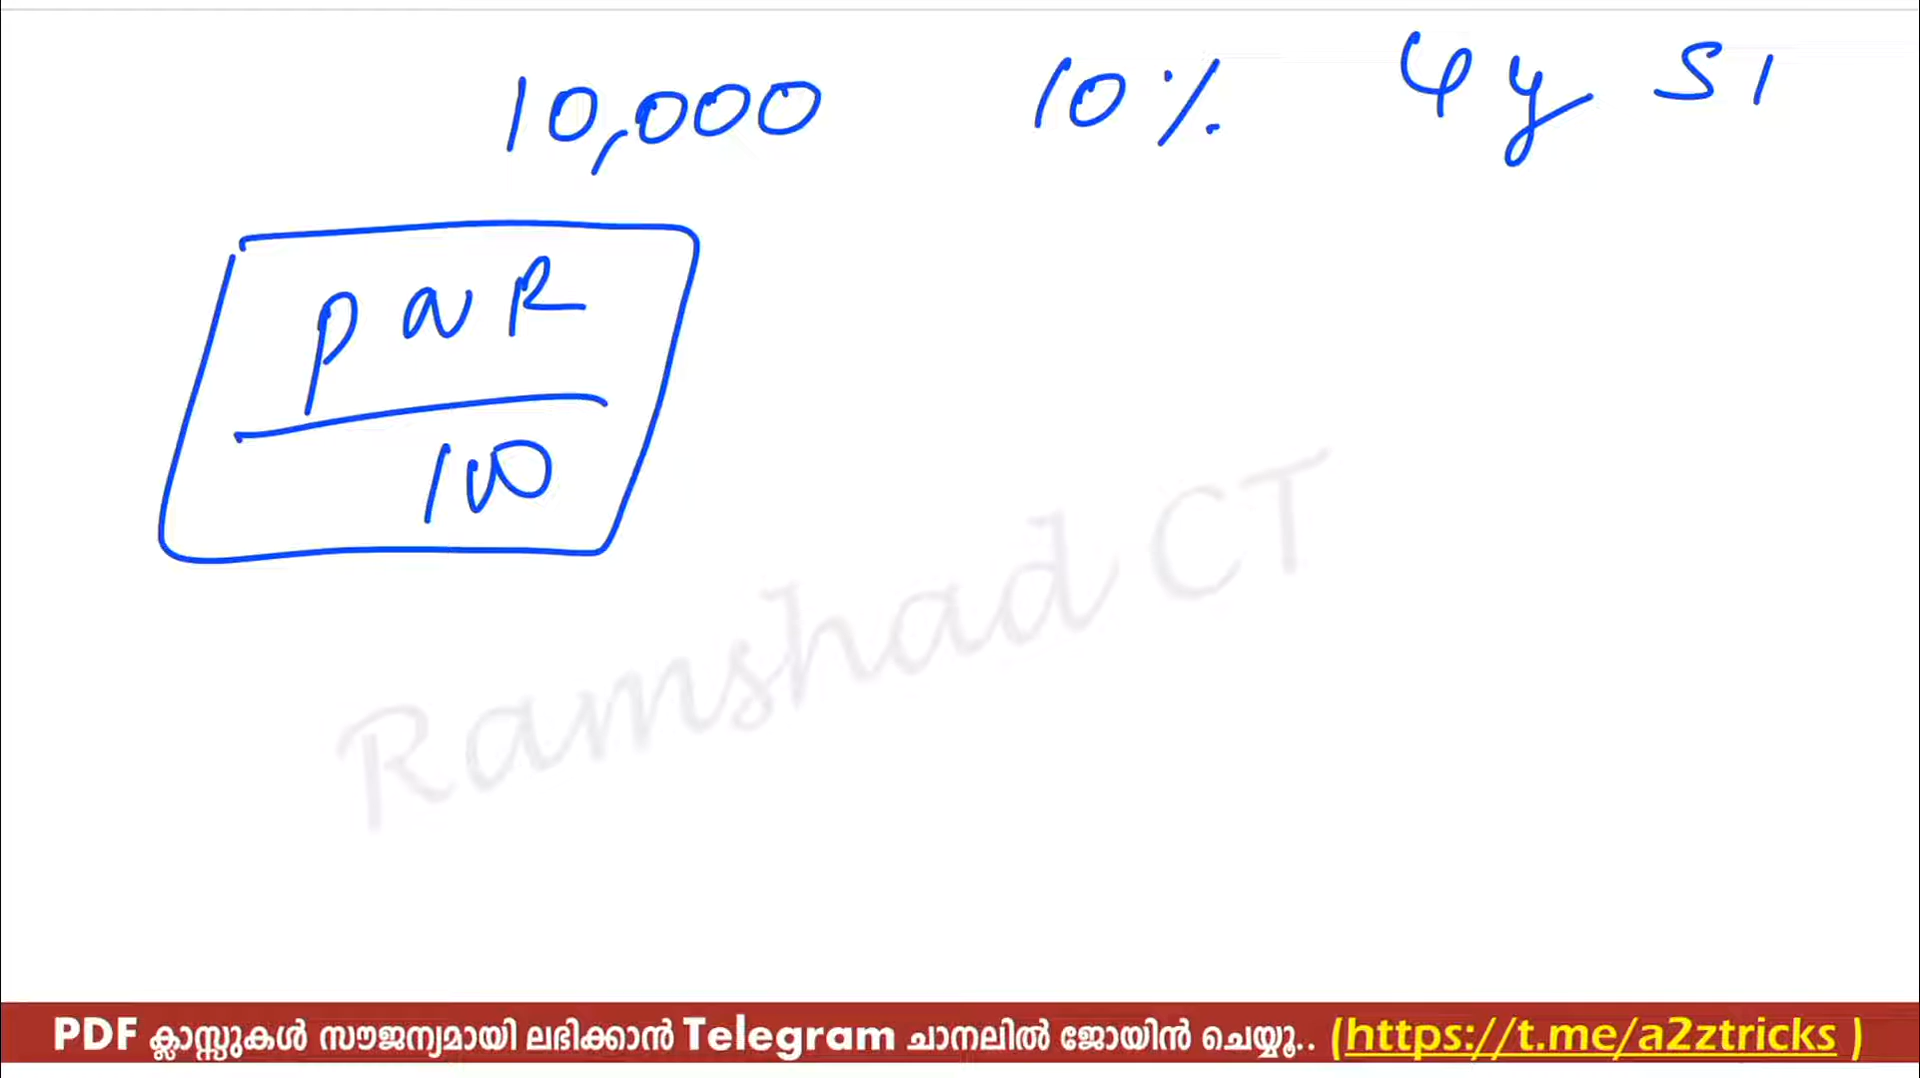 10,000 10% 4y SI
PNR
100
Ramshad CT
PDF ക്ലാസ്സുകൾ സൗജന്യമായി ലഭിക്കാൻ Telegram ചാനലിൽ ജോയിൻ ചെയ്യൂ.. (https://t.me/a2ztricks )